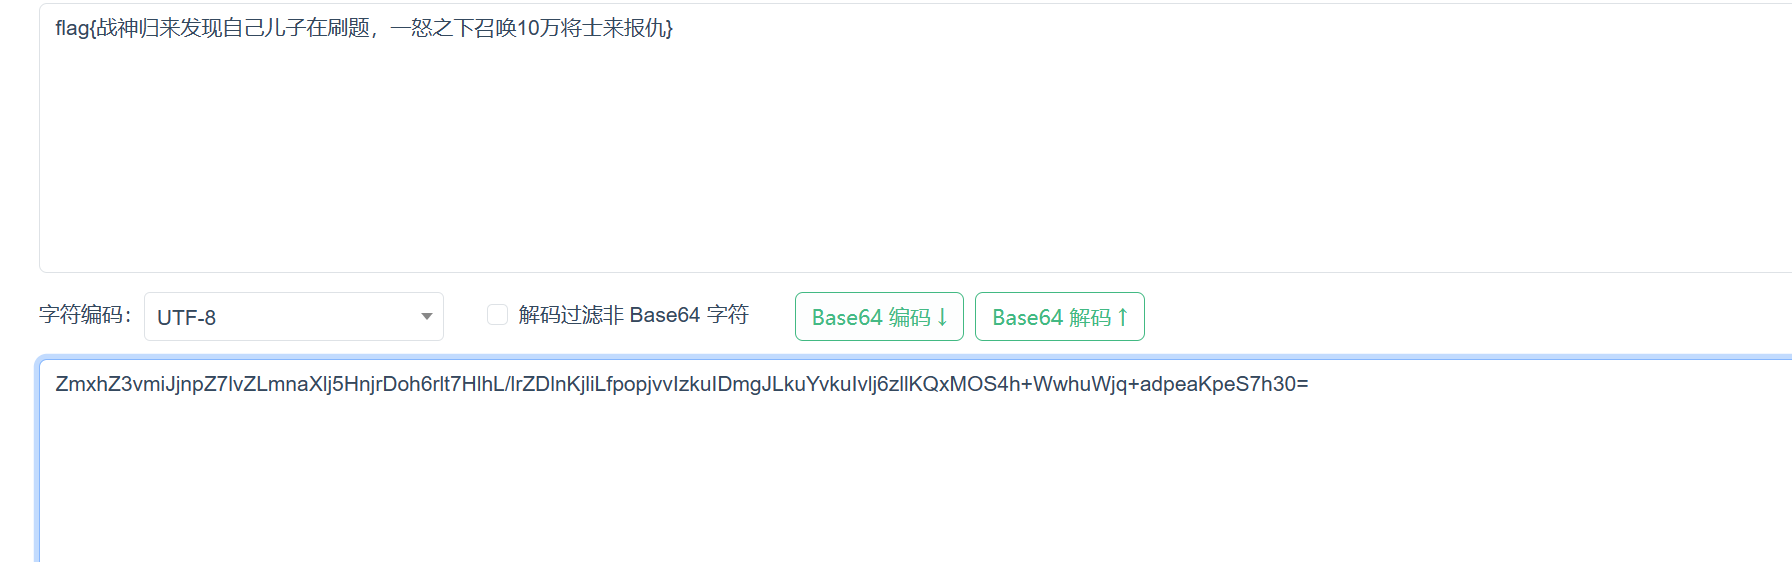 flag{战神归来发现自己儿子在刷题，一怒之下召唤10万将士来报仇}
字符编码： UTF-8 解码过滤非 Base64 字符 Base64 编码↓ Base64 解码↑
ZmxhZ3vmiJjnpZ7lvZLmnaXlj5HnjrDoh6rlt7HlhL/lrZDlnKjliLfpopjvvIzkuIDmgJLkuYvkuIvlj6zllKQxMOS4h+WwhuWjq+adpeaKpeS7h30=